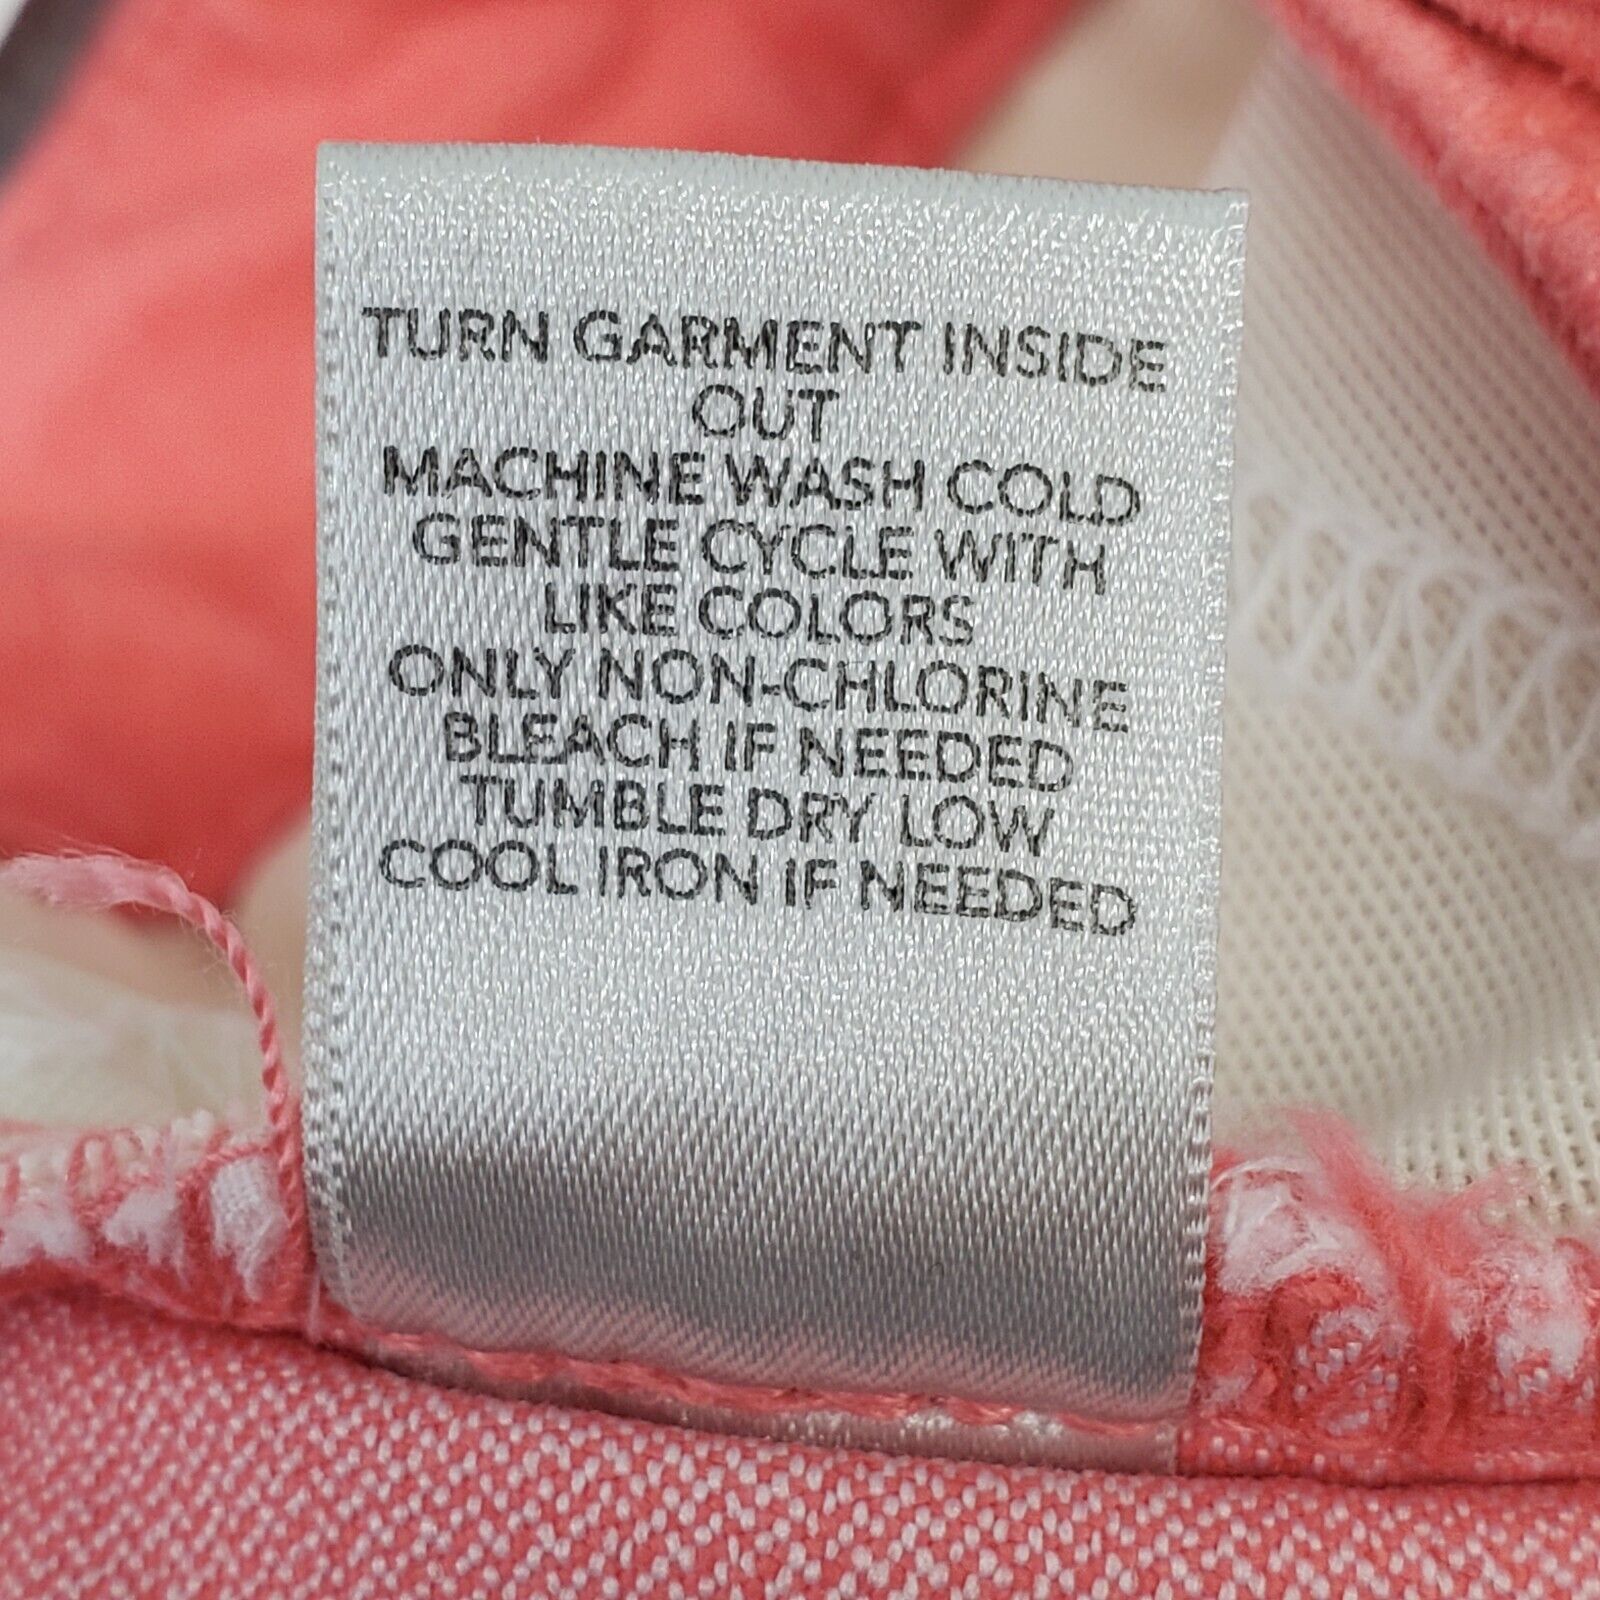 TURN GARMENT INSIDE
OUT
MACHINE WASH COLD
GENTLE CYCLE WITH
LIKE COLORS
ONLY NON-CHLORINE
BLEACH IF NEEDED
TUMBLE DRY LOW
COOL IRON IF NEEDED